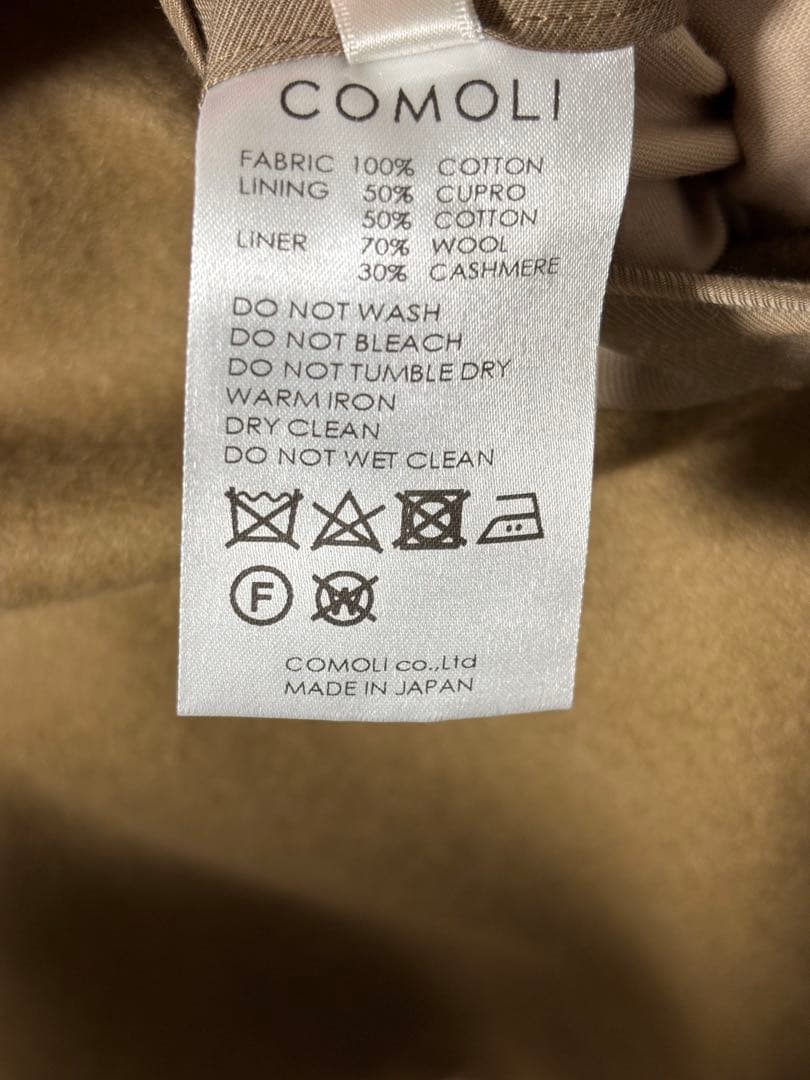 COMOLI
FABRIC 100% COTTON
LINING 50% CUPRO
50% COTTON
LINER 70% WOOL
30% CASHMERE
DO NOT WASH
DO NOT BLEACH
DO NOT TUMBLE DRY
WARM IRON
DRY CLEAN
DO NOT WET CLEAN
F W
COMOLI co.,Ltd
MADE IN JAPAN